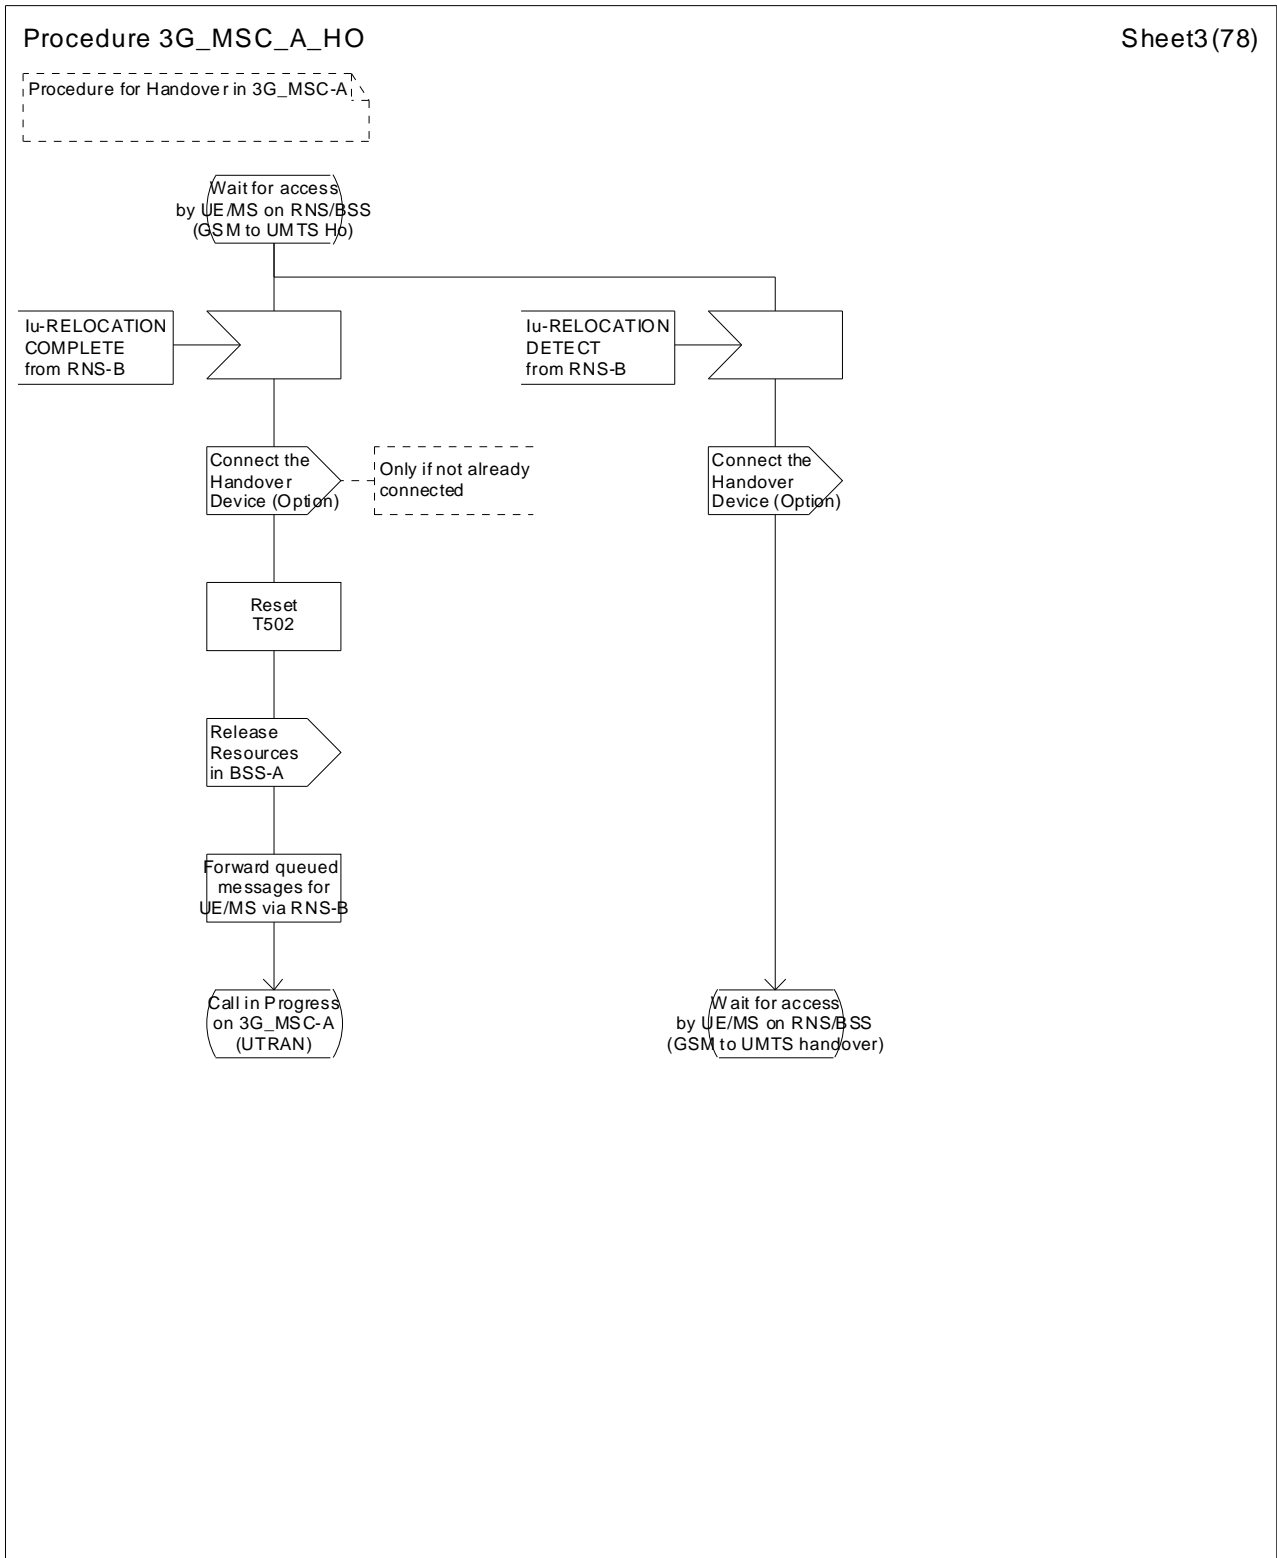 Procedure 3G_MSC_A_HO
Sheet3(78)
Procedure for Handover in 3G_MSC-A
Wait for access
by UE/MS on RNS/BSS
(GSM to UMTS Ho)
Iu-RELOCATION
COMPLETE
from RNS-B
Iu-RELOCATION
DETECT
from RNS-B
Connect the
Handover
Device (Option)
Only if not already
connected
Connect the
Handover
Device (Option)
Reset
T502
Release
Resources
in BSS-A
Forward queued
messages for
UE/MS via RNS-B
Call in Progress
on 3G_MSC-A
(UTRAN)
Wait for access
by UE/MS on RNS/BSS
(GSM to UMTS handover)